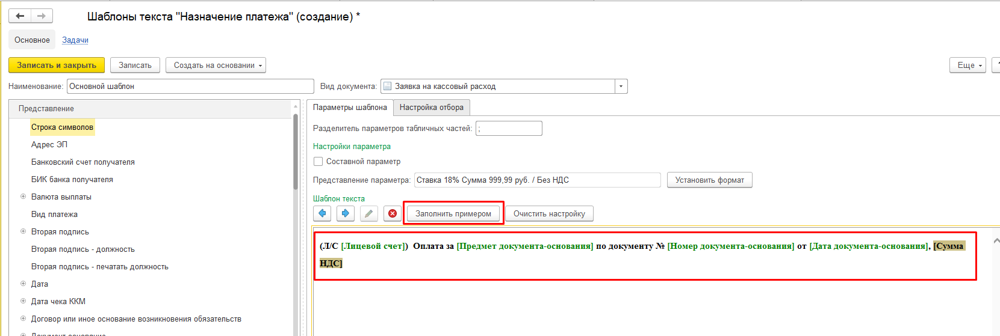 Шаблоны текста "Назначение платежа" (создание) *
Основное Задачи
Записать и закрыть Записать Создать на основании Еще
Наименование: Основной шаблон Вид документа: Заявка на кассовый расход
Представление
Строка символов
Адрес ЭП
Банковский счет получателя
БИК банка получателя
Валюта выплаты
Вид платежа
Вторая подпись
Вторая подпись - должность
Вторая подпись - печатать должность
Дата
Дата чека ККМ
Договор или иное основание возникновения обязательств
Параметры шаблона Настройка отбора
Разделитель параметров табличных частей: ;
Настройки параметра
Составной параметр
Представление параметра: Ставка 18% Сумма 999,99 руб. / Без НДС Установить формат
Шаблон текста
Заполнить примером Очистить настройку
(Л/С [Лицевой счет]) Оплата за [Предмет документа-основания] по документу № [Номер документа-основания] от [Дата документа-основания], [Сумма
НДС]